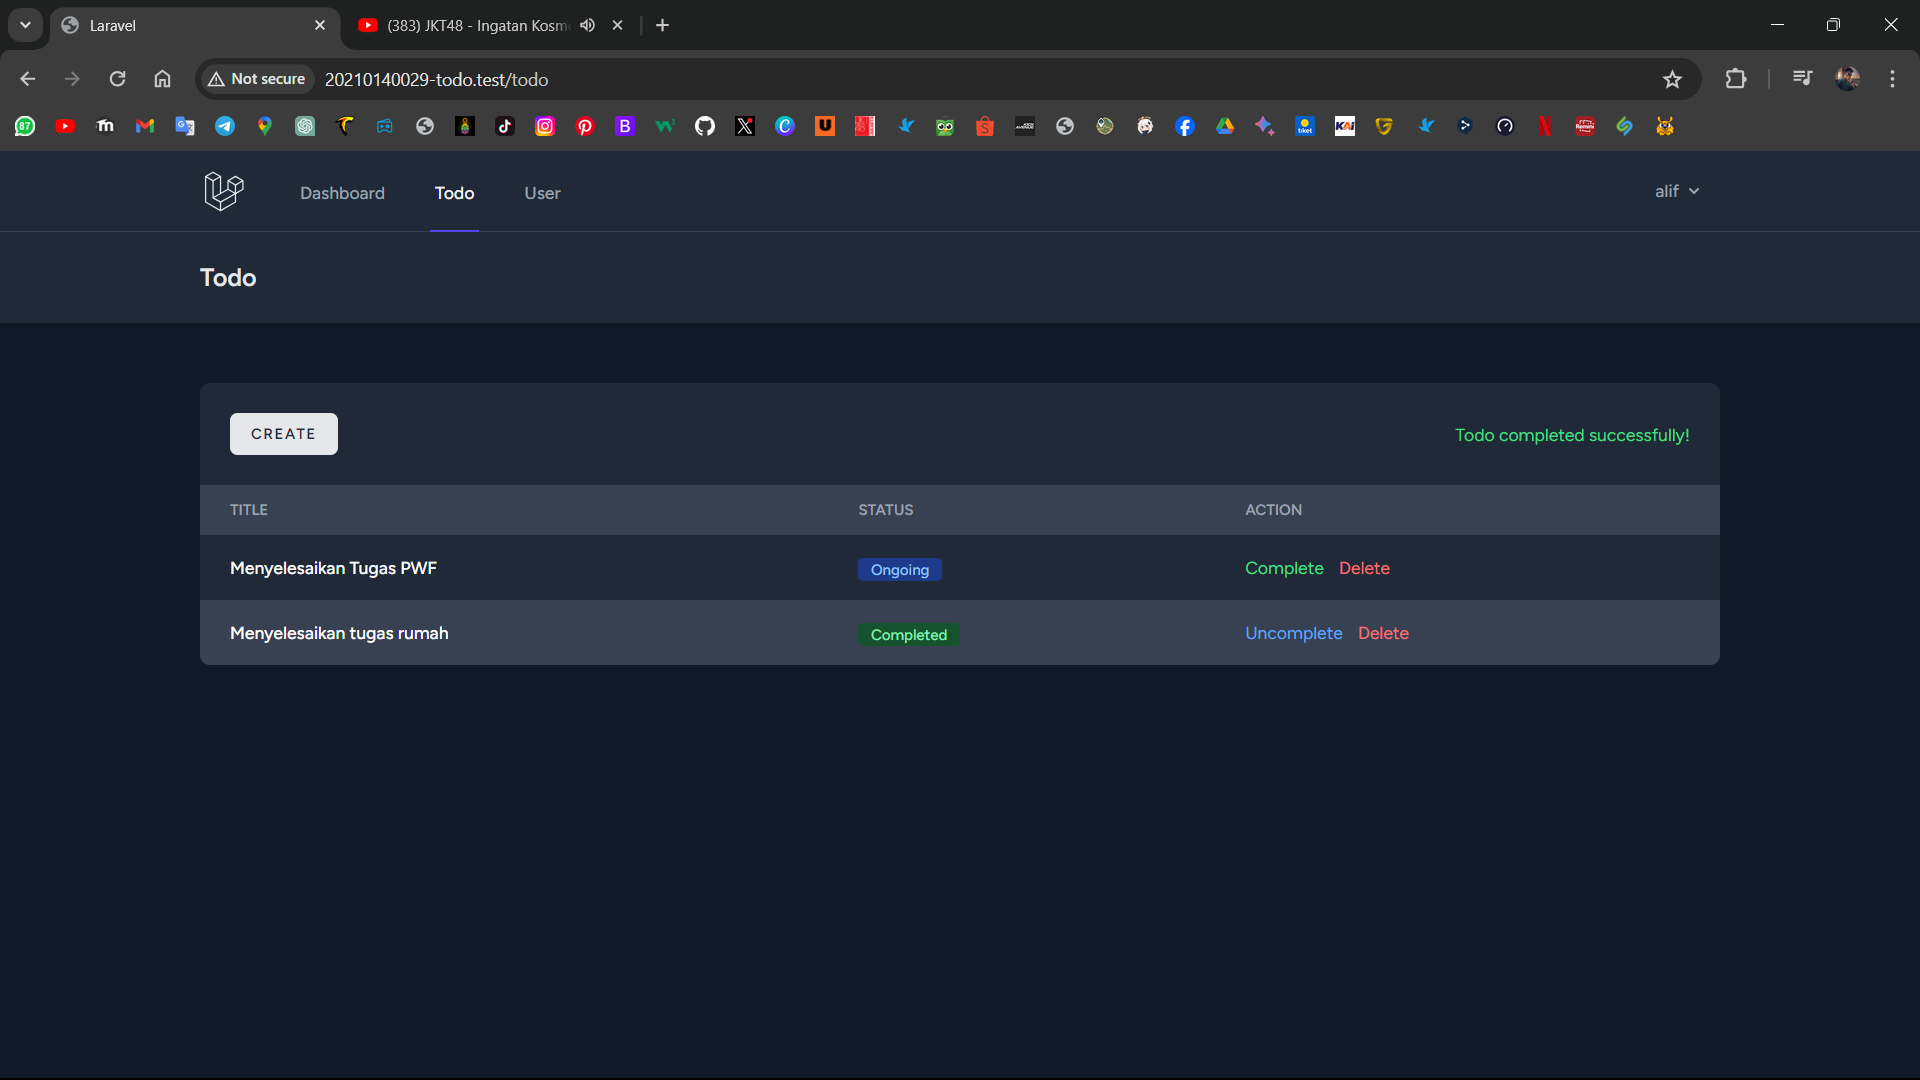 Laravel
(383) JKT48 - Ingatan Kosm
Not secure
20210140029-todo.test/todo
Dashboard
Todo
User
alif
Todo
CREATE
Todo completed successfully!
TITLE
STATUS
ACTION
Menyelesaikan Tugas PWF
Ongoing
Complete
Delete
Menyelesaikan tugas rumah
Completed
Uncomplete
Delete